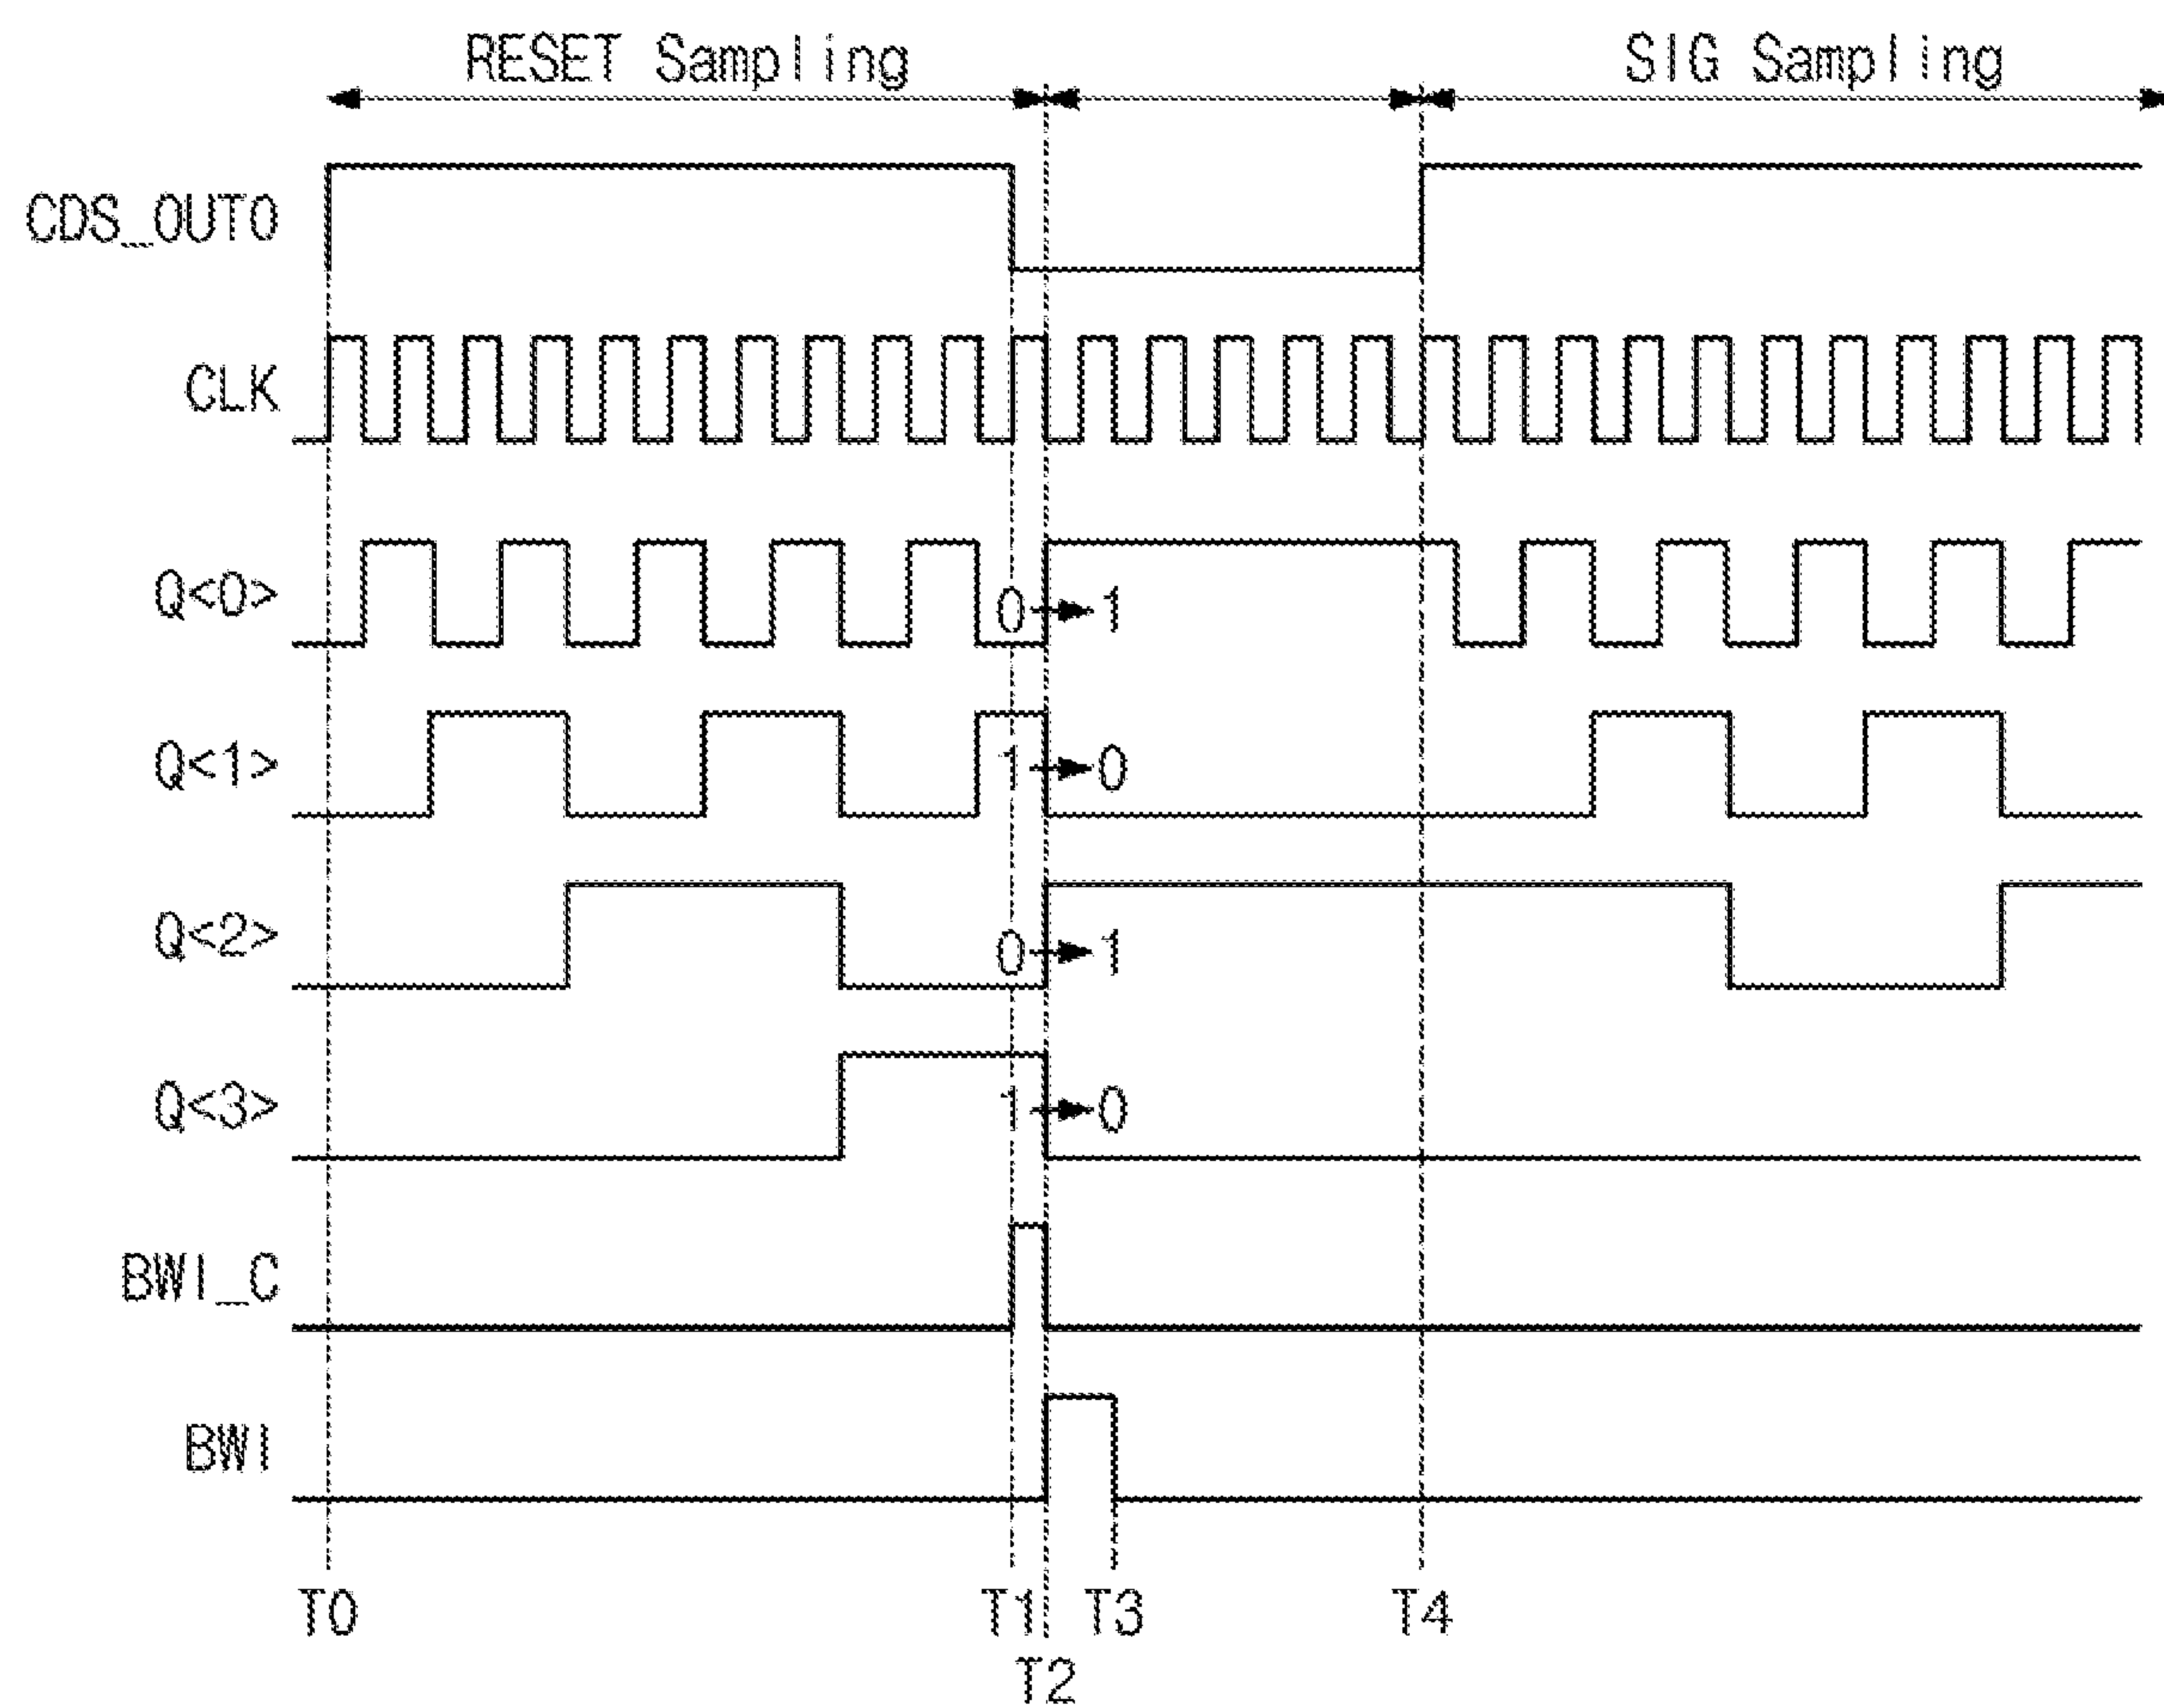 RESET Sampling
SIG Sampling
CDS_OUT0
CLK
Q<0>
0 → 1
Q<1>
1 → 0
Q<2>
0 → 1
Q<3>
1 → 0
BWI_C
BWI
T0
T1
T3
T4
T2